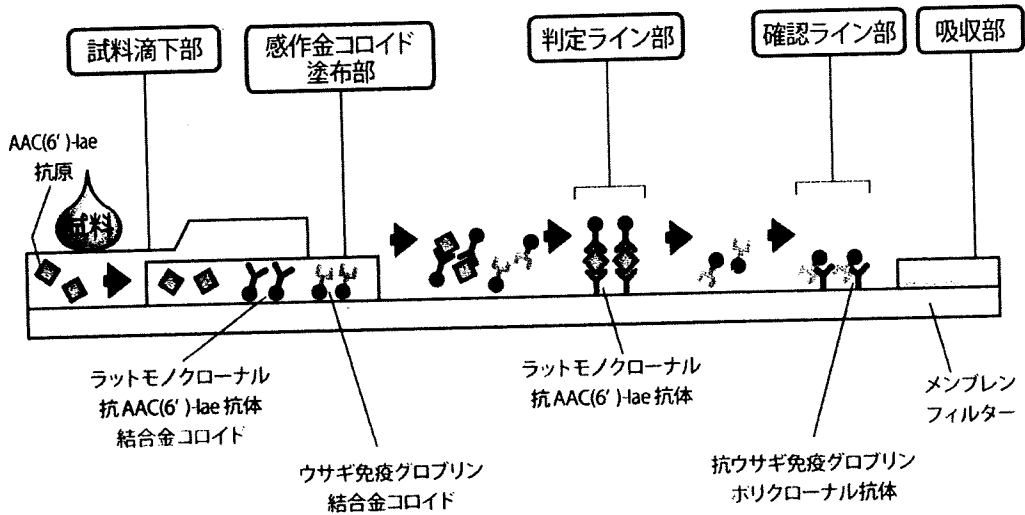 試料滴下部
感作金コロイド
塗布部
判定ライン部
確認ライン部
吸収部
AAC(6')-Iae
抗原
試料
ラットモノクローナル
抗AAC(6')-Iae 抗体
結合金コロイド
ウサギ免疫グロブリン
結合金コロイド
ラットモノクローナル
抗AAC(6')-Iae 抗体
抗ウサギ免疫グロブリン
ポリクローナル抗体
メンブレン
フィルター